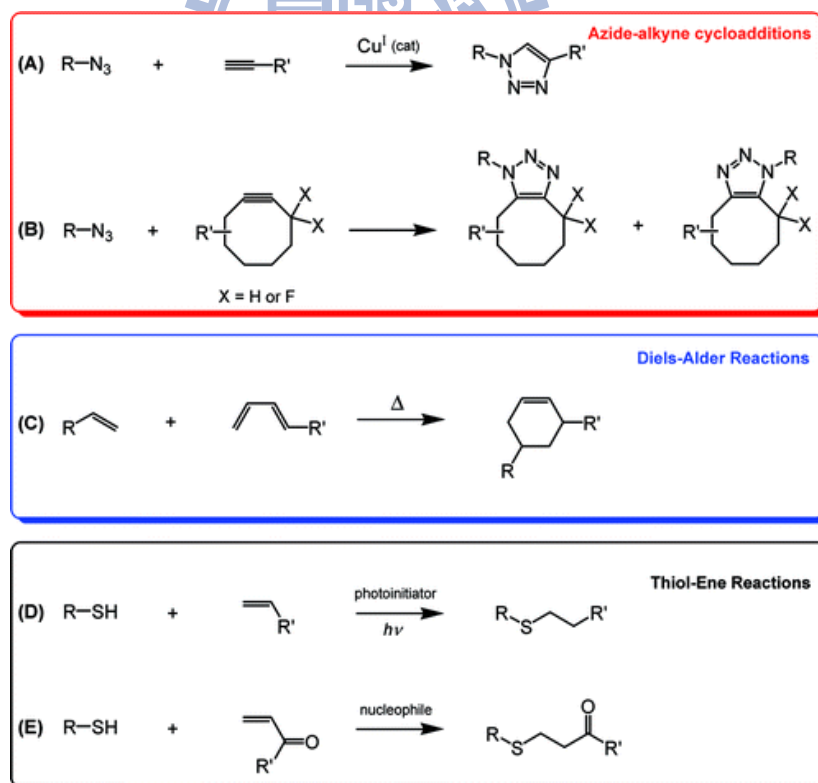 Azide-alkyne cycloadditions
(A) R–N3 + ≡–R' Cu^I (cat) R N N N R'
(B) R–N3 + R' X X R N N N X X R' + N N N R X X R'
X = H or F
Diels-Alder Reactions
(C) R + R' Δ R' R
Thiol-Ene Reactions
(D) R–SH + R' photoinitiator hν R S R'
(E) R–SH + O R' nucleophile R S O R'